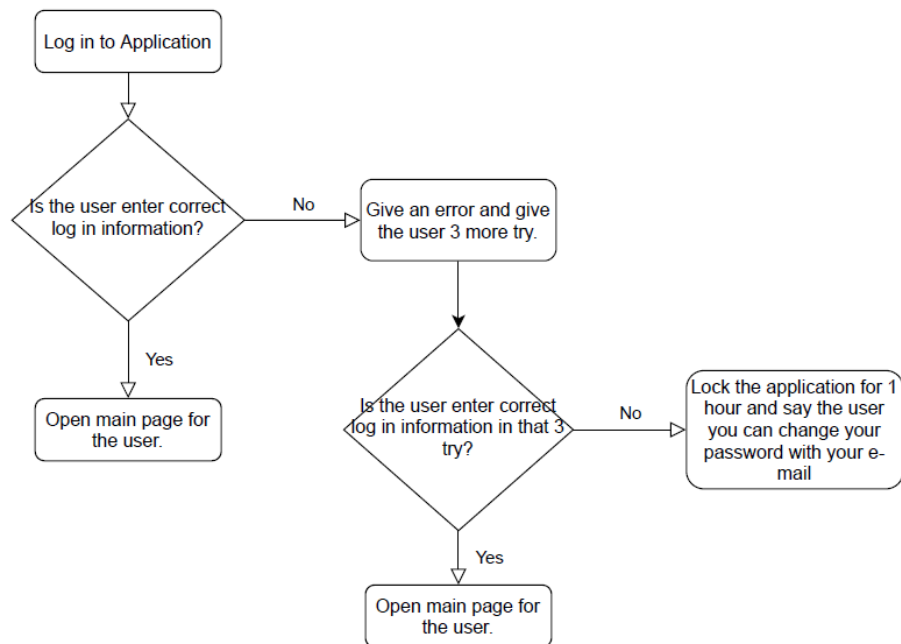 Log in to Application
Is the user enter correct
log in information?
No
Give an error and give
the user 3 more try.
Yes
Open main page for
the user.
Is the user enter correct
log in information in that 3
try?
No
Lock the application for 1
hour and say the user
you can change your
password with your e-
mail
Yes
Open main page for
the user.